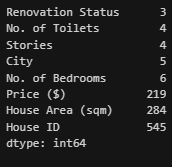 Renovation Status 3
No. of Toilets 4
Stories 4
City 5
No. of Bedrooms 6
Price ($) 219
House Area (sqm) 284
House ID 545
dtype: int64